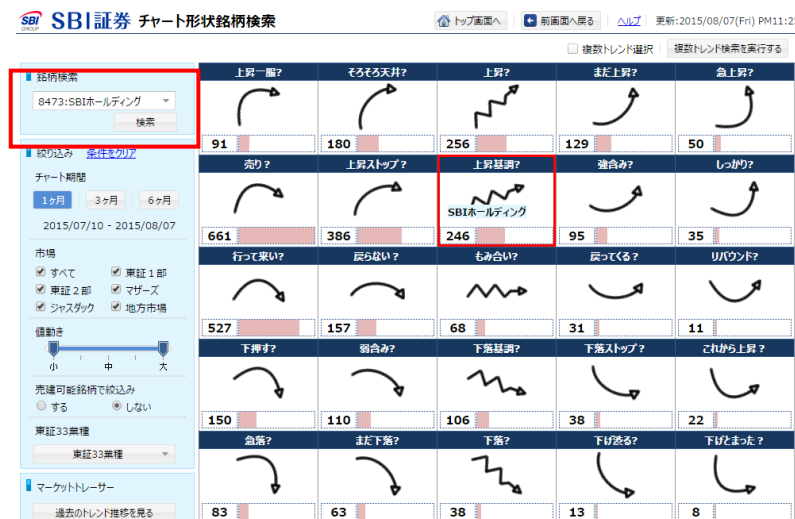 SBI GROUP SBI証券 チャート形状銘柄検索
トップ画面へ 前画面へ戻る ヘルプ 更新:2015/08/07(Fri) PM11:2
複数トレンド選択 複数トレンド検索を実行する
銘柄検索
8473:SBIホールディング
検索
絞り込み 条件をクリア
チャート期間
1ヶ月 3ヶ月 6ヶ月
2015/07/10 - 2015/08/07
市場
すべて 東証1部
東証2部 マザーズ
ジャスダック 地方市場
値動き
小 中 大
売建可能銘柄で絞込み
する しない
東証33業種
東証33業種
マーケットトレーサー
過去のトレンド推移を見る
上昇一服? そろそろ天井? 上昇? まだ上昇? 急上昇?
91 180 256 129 50
売り? 上昇ストップ? 上昇基調? 強含み? しっかり?
SBIホールディング
661 386 246 95 35
行って来い? 戻らない? もみ合い? 戻ってくる? リバウンド?
527 157 68 31 11
下押す? 弱含み? 下落基調? 下落ストップ? これから上昇?
150 110 106 38 22
急落? まだ下落? 下落? 下げ渋る? 下げとまった?
83 63 38 13 8